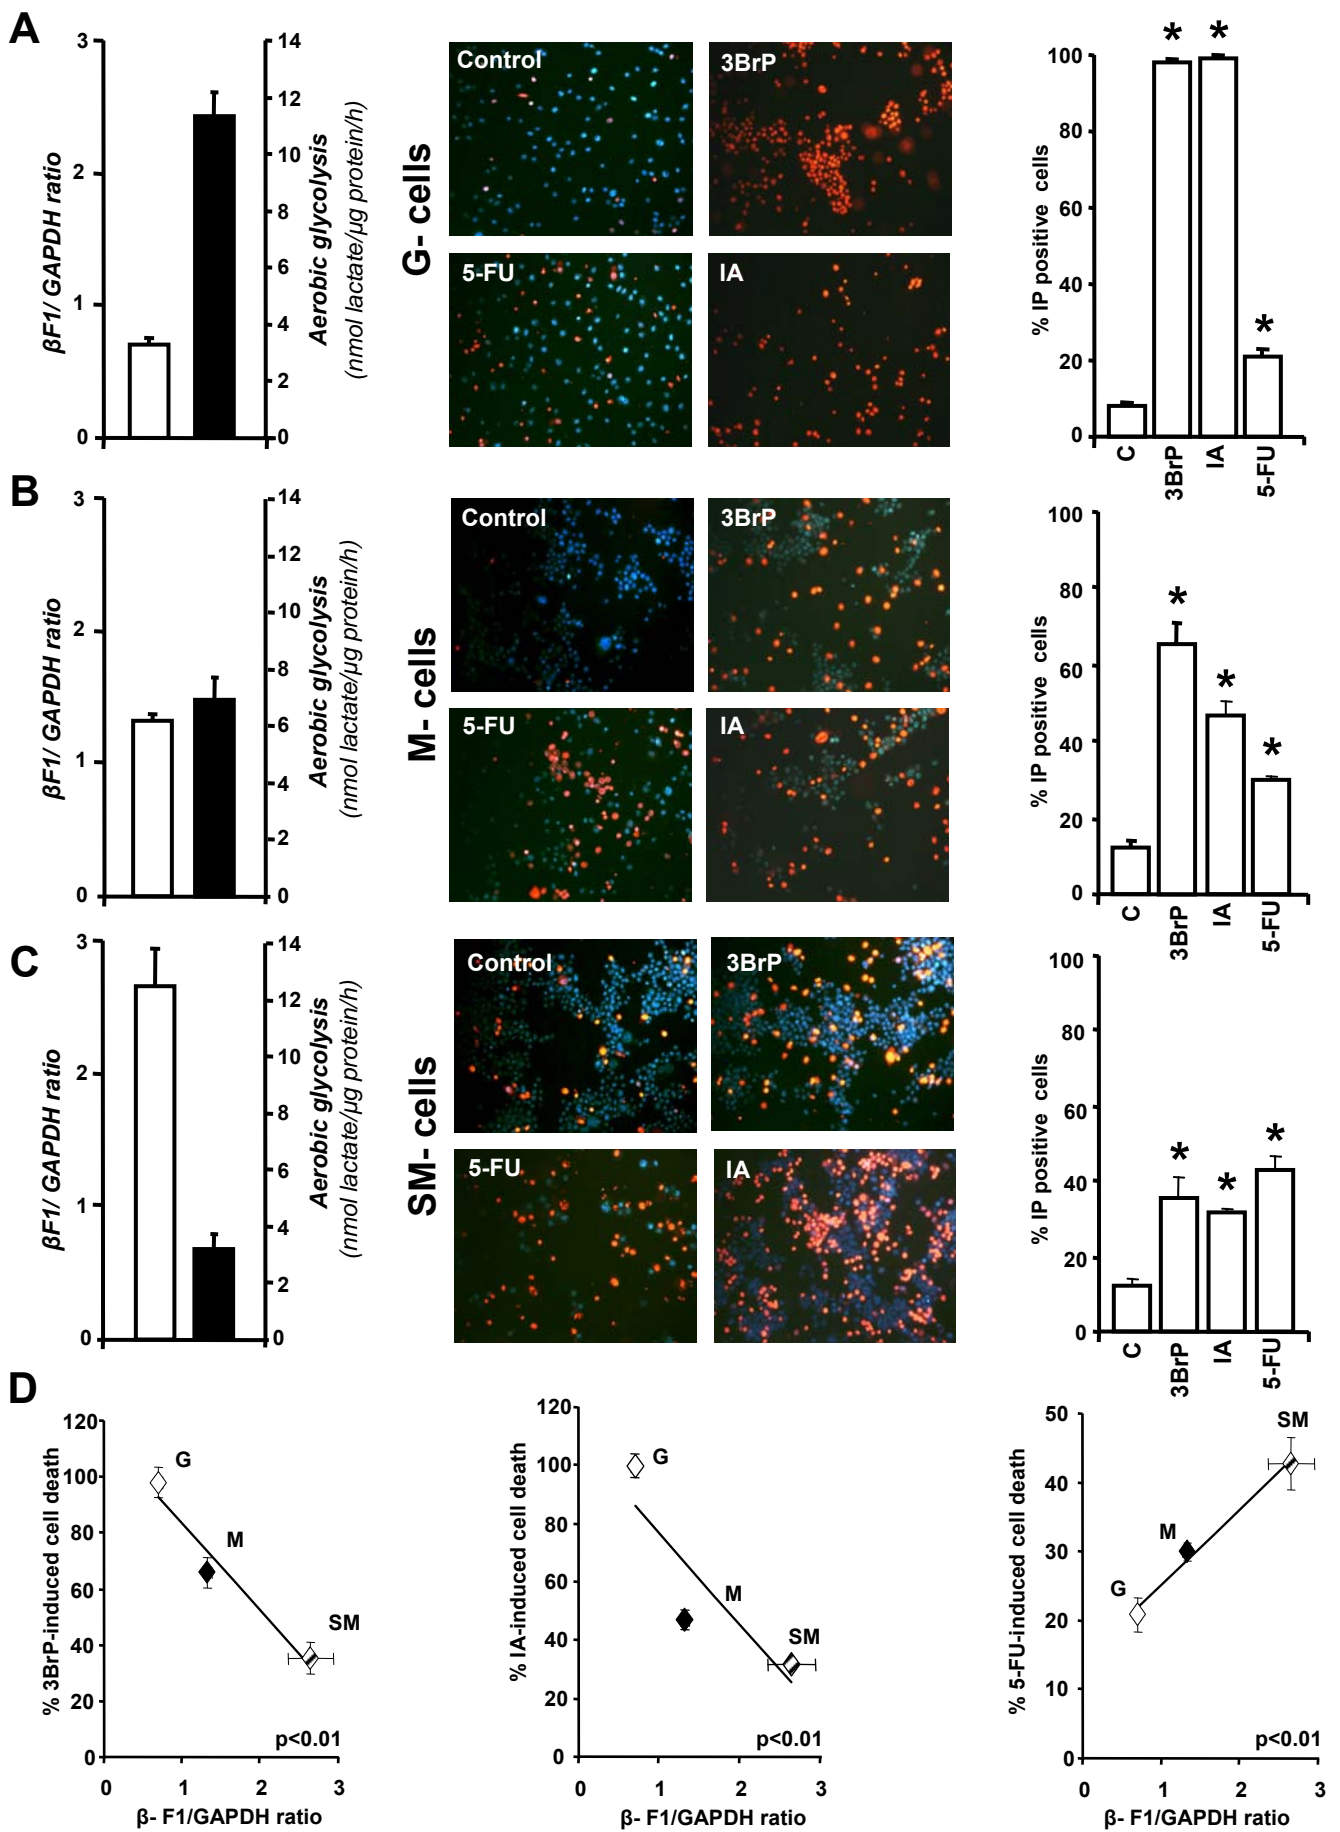 A
3
2
1
0
βF1/ GAPDH ratio
14
12
10
8
6
4
2
0
Aerobic glycolysis
(nmol lactate/µg protein/h)
G- cells
Control
3BrP
5-FU
IA
% IP positive cells
100
80
60
40
20
0
*
*
*
C
3BrP
IA
5-FU
B
3
2
1
0
βF1/ GAPDH ratio
14
12
10
8
6
4
2
0
Aerobic glycolysis
(nmol lactate/µg protein/h)
M- cells
Control
3BrP
5-FU
IA
% IP positive cells
100
80
60
40
20
0
*
*
*
C
3BrP
IA
5-FU
C
3
2
1
0
βF1/ GAPDH ratio
14
12
10
8
6
4
2
0
Aerobic glycolysis
(nmol lactate/µg protein/h)
SM- cells
Control
3BrP
5-FU
IA
% IP positive cells
100
80
60
40
20
0
*
*
*
C
3BrP
IA
5-FU
D
% 3BrP-induced cell death
120
100
80
60
40
20
0
G
M
SM
p<0.01
0 1 2 3
β- F1/GAPDH ratio
% IA-induced cell death
120
100
80
60
40
20
0
G
M
SM
p<0.01
0 1 2 3
β- F1/GAPDH ratio
% 5-FU-induced cell death
50
40
30
20
10
0
SM
M
G
p<0.01
0 1 2 3
β- F1/GAPDH ratio